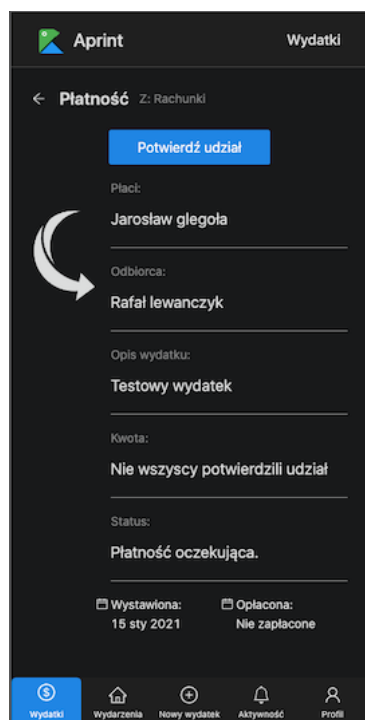 Aprint Wydatki
← Płatność Z: Rachunki
Potwierdź udział
Płaci:
Jarosław glegoła
Odbiorca:
Rafał lewanczyk
Opis wydatku:
Testowy wydatek
Kwota:
Nie wszyscy potwierdzili udział
Status:
Płatność oczekująca.
Wystawiona: Opłacona:
15 sty 2021 Nie zapłacone
Wydatki Wydarzenia Nowy wydatek Aktywność Profil